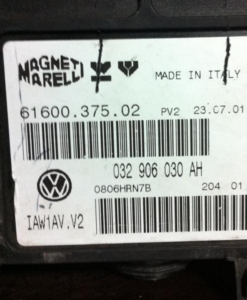 MAGNETI
MARELLI
MADE IN ITALY
61600.375.02 PV2 23.07.01
032 906 030 AH
0806HRN7B 204 01
IAW1AV.V2